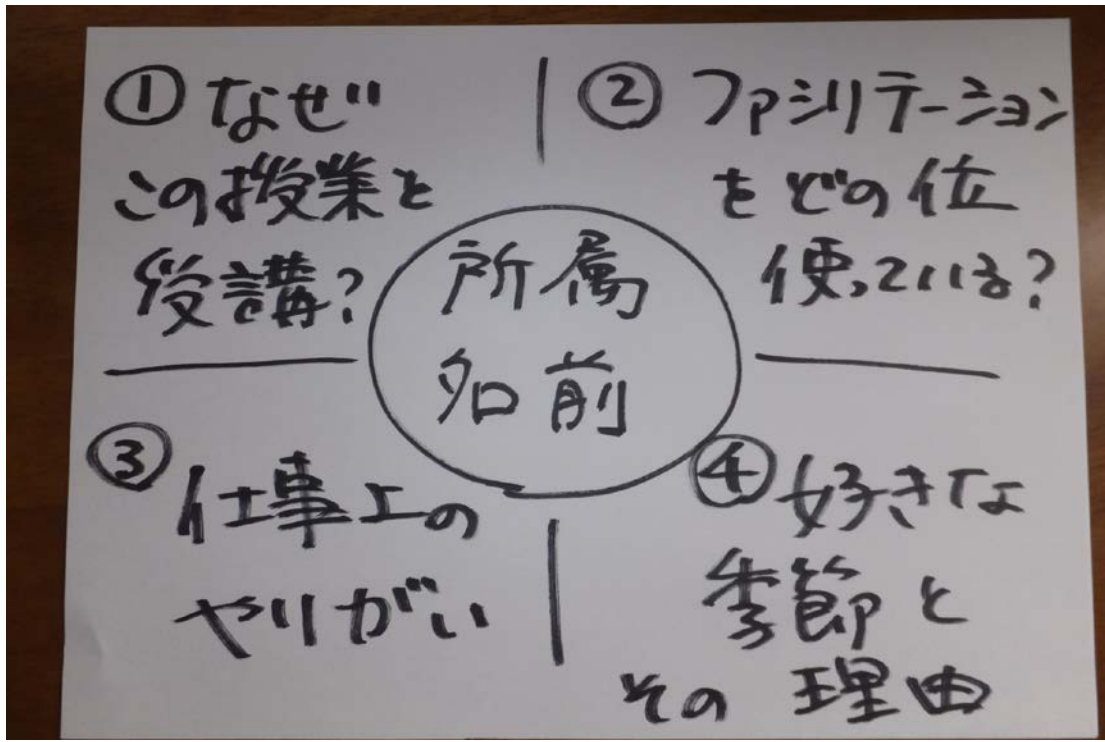 ① なぜ
この授業を
受講?
② ファシリテーション
をどの位
使っている?
所属
名前
③ 仕事上の
やりがい
④ 好きな
季節と
その理由